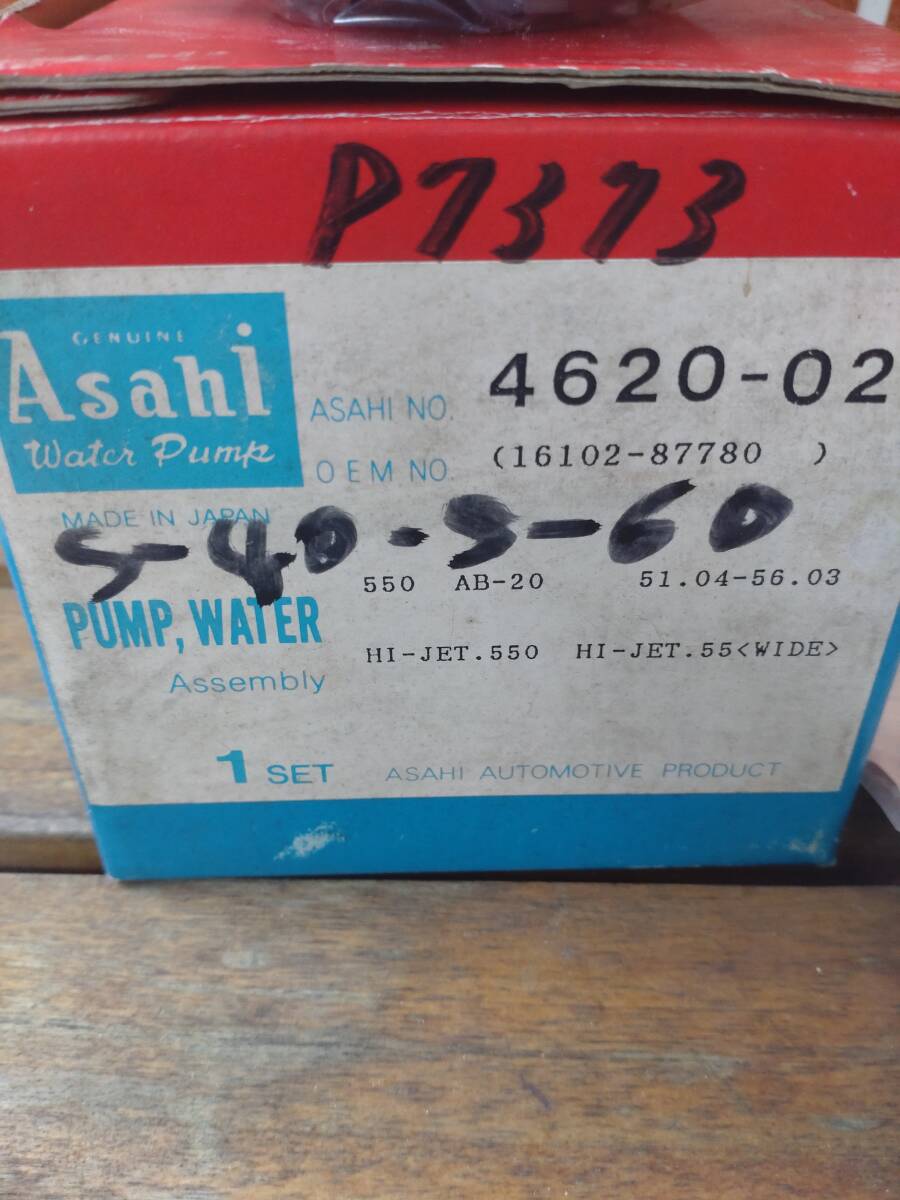 P7373
GENUINE
Asahi
Water Pump
ASAHI NO. 4620-02
OEM NO. (16102-87780 )
MADE IN JAPAN
S-40-3-60
550 AB-20 51.04-56.03
PUMP, WATER
HI-JET.550 HI-JET.55<WIDE>
Assembly
1 SET ASAHI AUTOMOTIVE PRODUCT